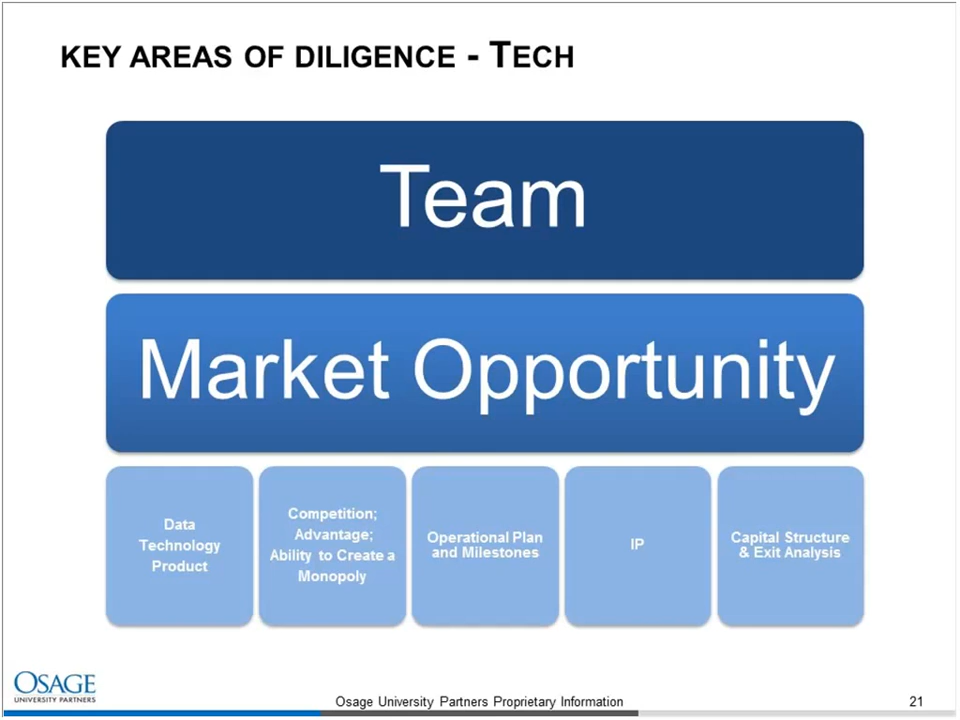 KEY AREAS OF DILIGENCE - TECH
Team
Market Opportunity
Data
Technology
Product
Competition;
Advantage;
Ability to Create a
Monopoly
Operational Plan
and Milestones
IP
Capital Structure
& Exit Analysis
OSAGE
UNIVERSITY PARTNERS
Osage University Partners Proprietary Information
21